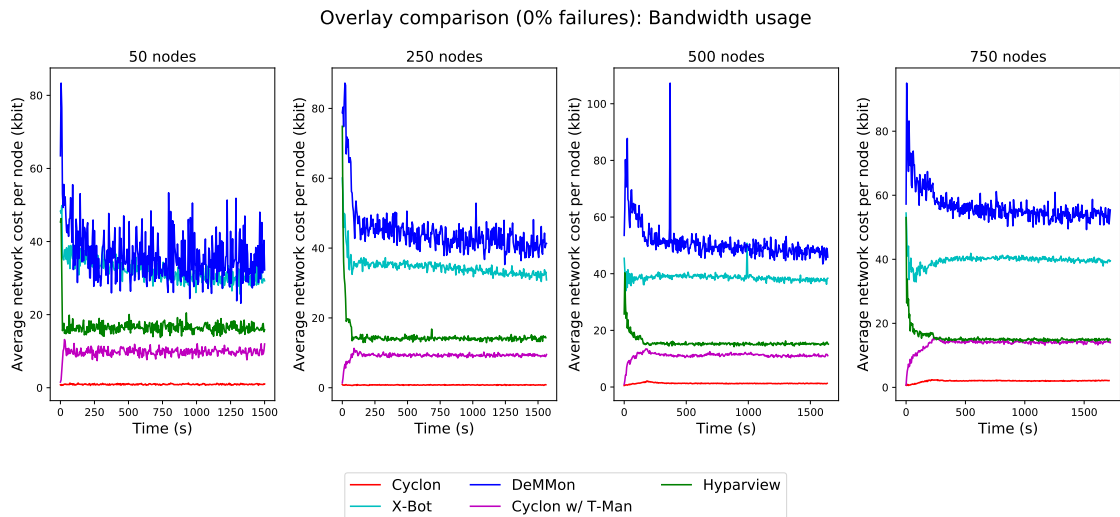 Overlay comparison (0% failures): Bandwidth usage
50 nodes
250 nodes
500 nodes
750 nodes
Average network cost per node (kbit)
0
20
40
60
80
0 250 500 750 1000 1250 1500
Time (s)
Average network cost per node (kbit)
0
20
40
60
80
0 250 500 750 1000 1250 1500
Time (s)
Average network cost per node (kbit)
0
20
40
60
80
100
0 500 1000 1500
Time (s)
Average network cost per node (kbit)
0
20
40
60
80
0 500 1000 1500
Time (s)
Cyclon
X-Bot
DeMMon
Cyclon w/ T-Man
Hyparview